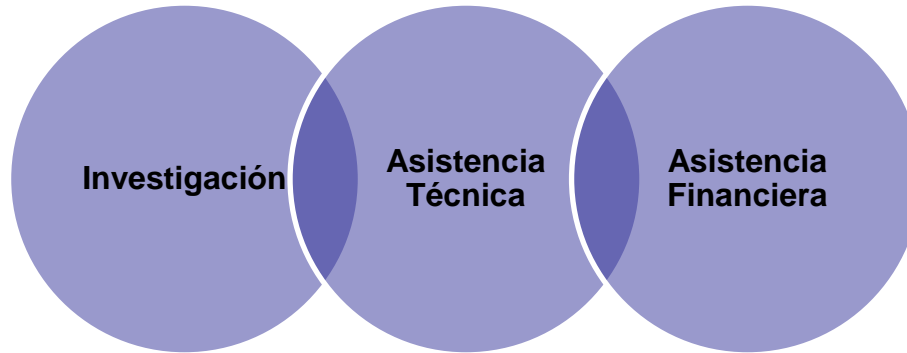 Investigación
Asistencia
Técnica
Asistencia
Financiera